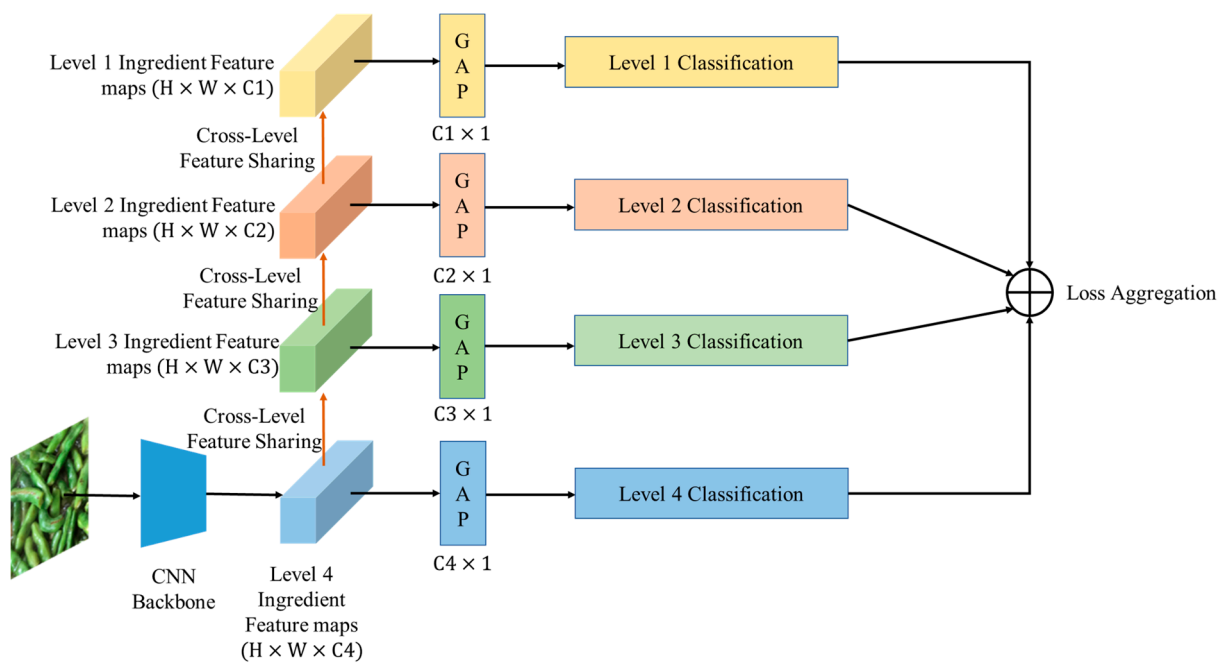 Level 1 Ingredient Feature
maps (H × W × C1)
G
A
P
C1 × 1
Level 1 Classification
Cross-Level
Feature Sharing
Level 2 Ingredient Feature
maps (H × W × C2)
G
A
P
C2 × 1
Level 2 Classification
Cross-Level
Feature Sharing
Loss Aggregation
Level 3 Ingredient Feature
maps (H × W × C3)
G
A
P
C3 × 1
Level 3 Classification
Cross-Level
Feature Sharing
G
A
P
C4 × 1
Level 4 Classification
CNN
Backbone
Level 4
Ingredient
Feature maps
(H × W × C4)